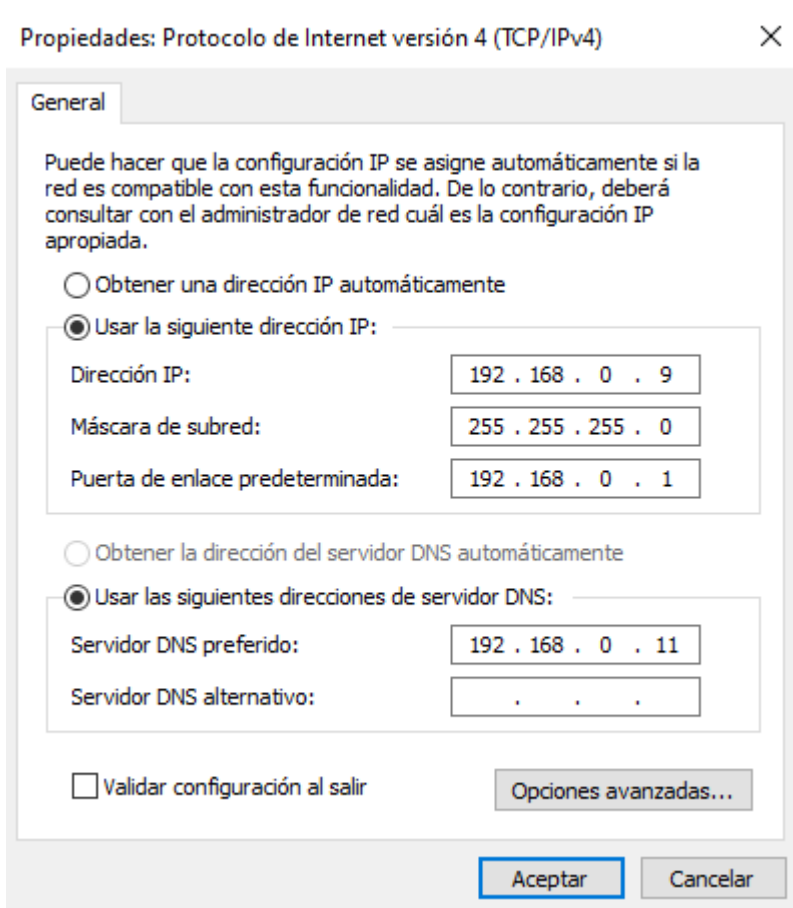 Propiedades: Protocolo de Internet versión 4 (TCP/IPv4)
General
Puede hacer que la configuración IP se asigne automáticamente si la
red es compatible con esta funcionalidad. De lo contrario, deberá
consultar con el administrador de red cuál es la configuración IP
apropiada.
Obtener una dirección IP automáticamente
Usar la siguiente dirección IP:
Dirección IP: 192 . 168 . 0 . 9
Máscara de subred: 255 . 255 . 255 . 0
Puerta de enlace predeterminada: 192 . 168 . 0 . 1
Obtener la dirección del servidor DNS automáticamente
Usar las siguientes direcciones de servidor DNS:
Servidor DNS preferido: 192 . 168 . 0 . 11
Servidor DNS alternativo: . . .
Validar configuración al salir Opciones avanzadas...
Aceptar Cancelar